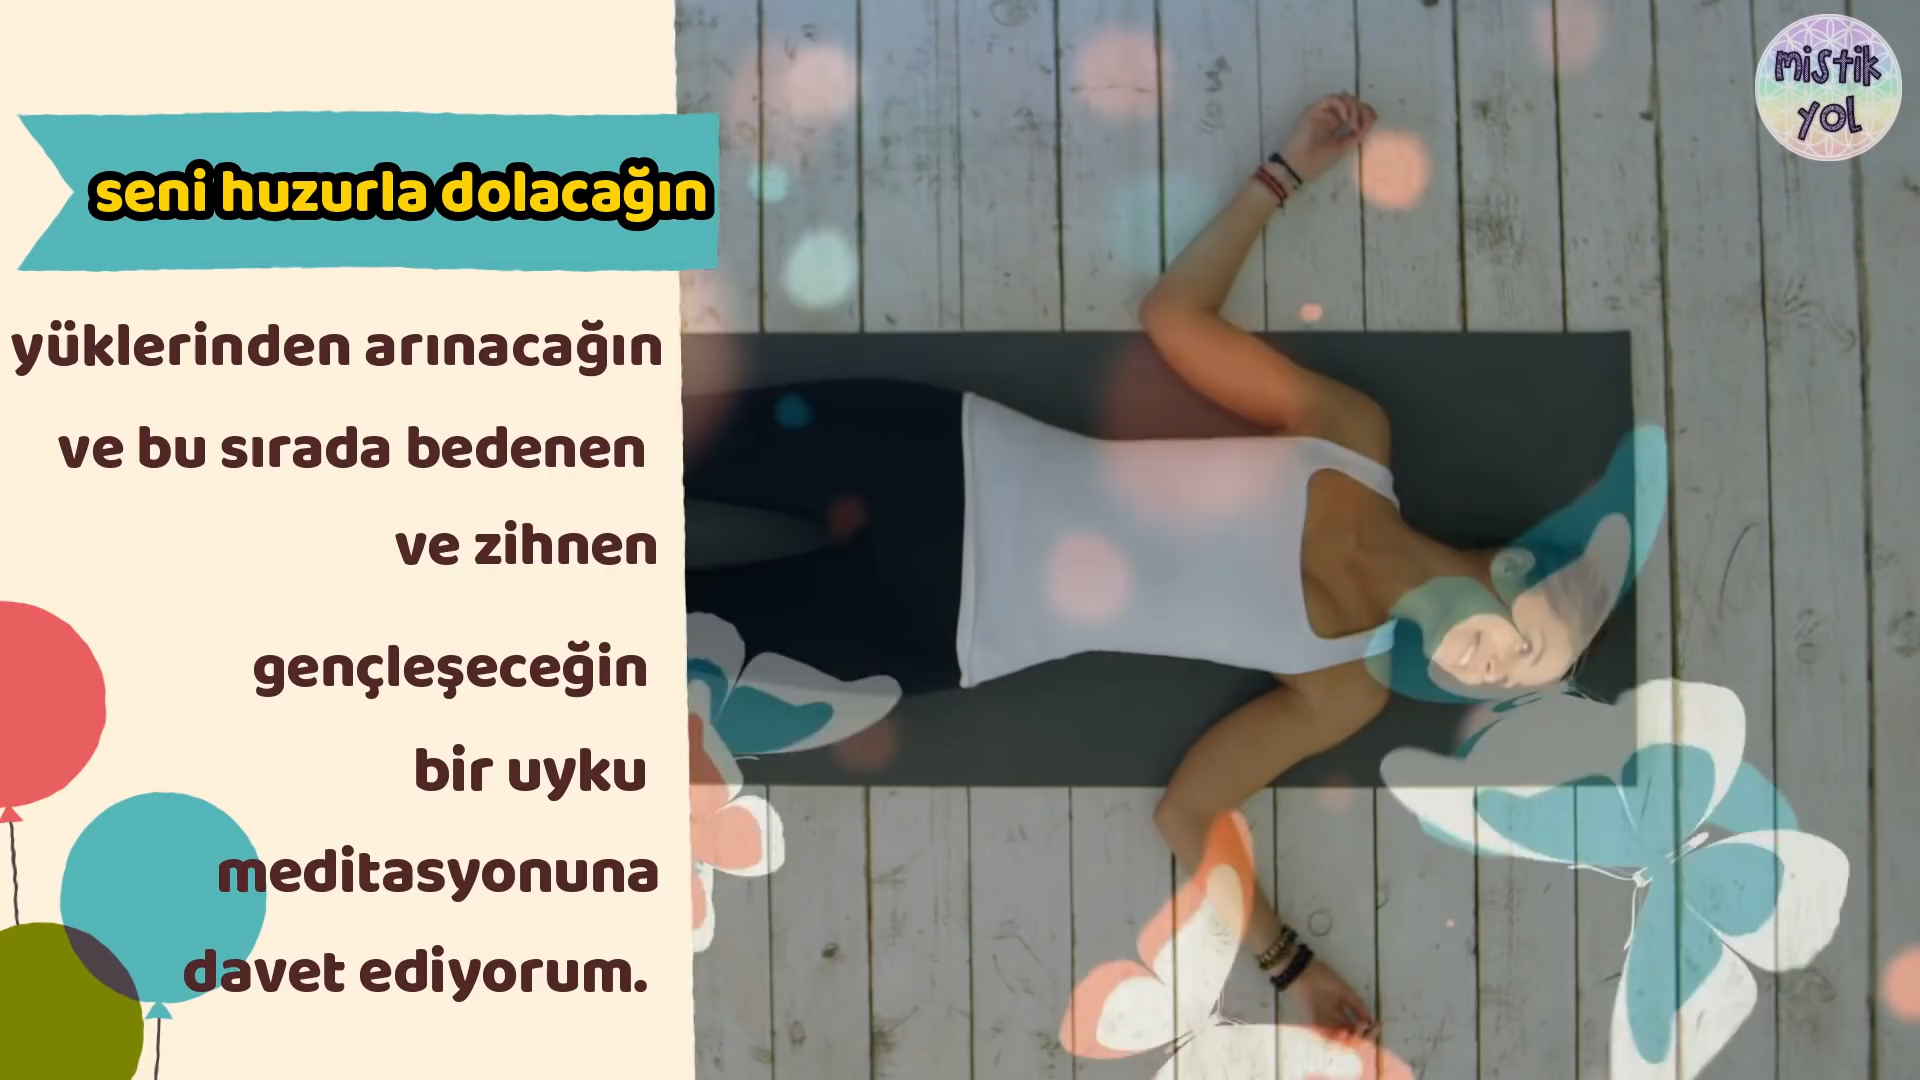 seni huzurla dolacağın
yüklerinden arınacağın
ve bu sırada bedenen
ve zihnen
gençleşeceğin
bir uyku
meditasyonuna
davet ediyorum.
mistik
yol